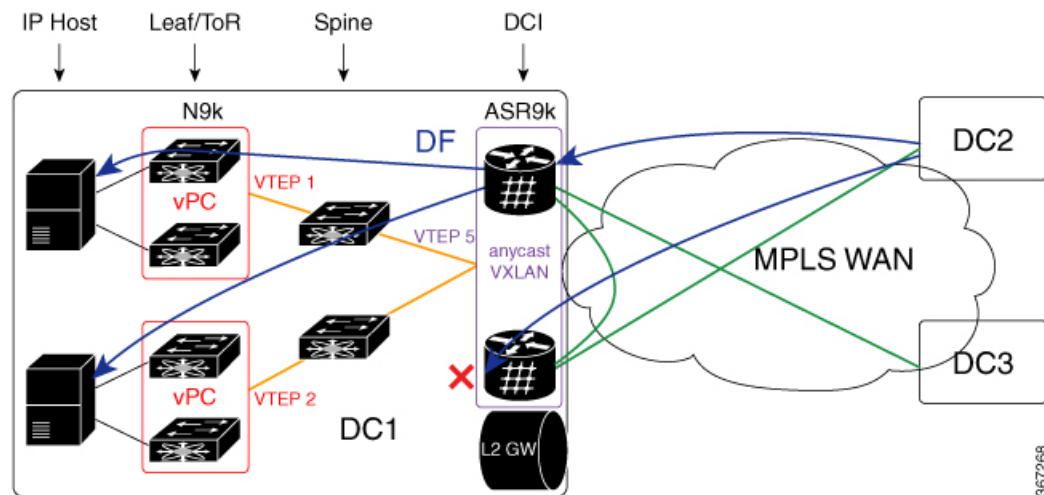 IP Host
Leaf/ToR
Spine
DCI
N9k
ASR9k
DF
DC2
VTEP 1
vPC
VTEP 5
anycast
VXLAN
MPLS WAN
DC3
vPC
VTEP 2
DC1
L2 GW
367268